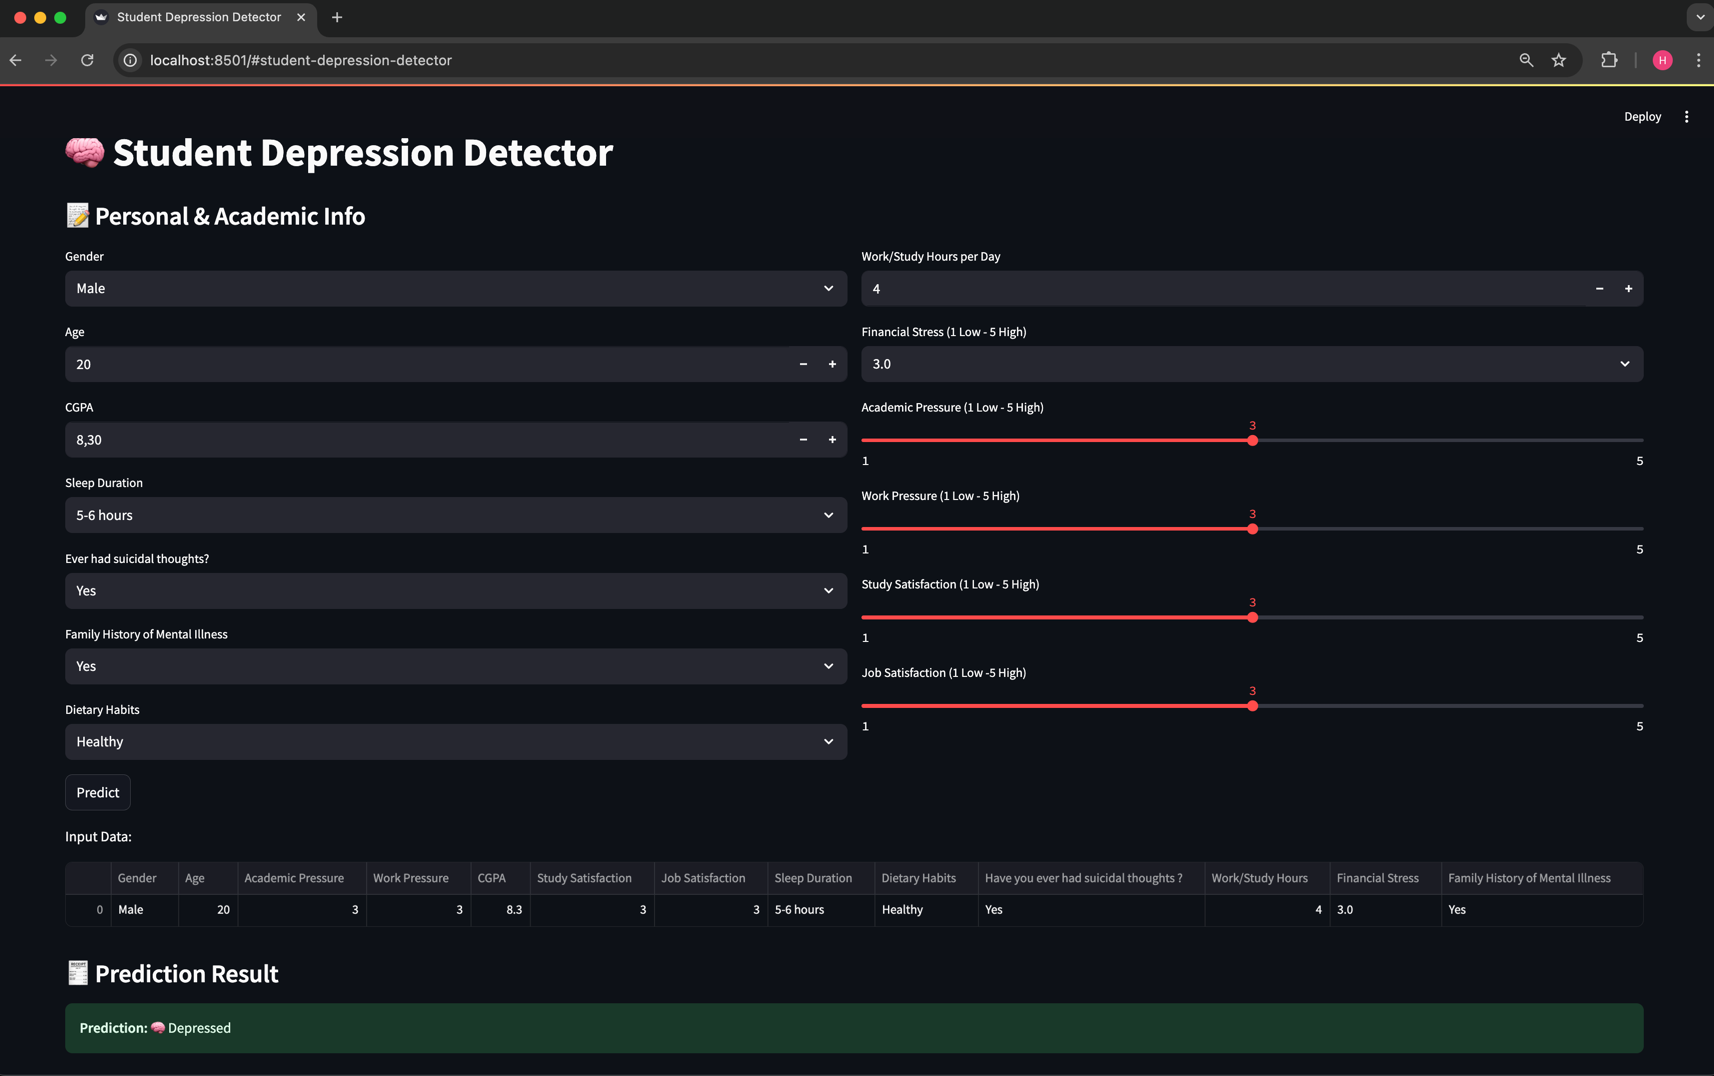 Student Depression Detector
localhost:8501/#student-depression-detector
H
Deploy
Student Depression Detector
Personal & Academic Info
Gender
Male
Age
20
CGPA
8,30
Sleep Duration
5-6 hours
Ever had suicidal thoughts?
Yes
Family History of Mental Illness
Yes
Dietary Habits
Healthy
Work/Study Hours per Day
4
Financial Stress (1 Low - 5 High)
3.0
Academic Pressure (1 Low - 5 High)
3
1 5
Work Pressure (1 Low - 5 High)
3
1 5
Study Satisfaction (1 Low - 5 High)
3
1 5
Job Satisfaction (1 Low -5 High)
3
1 5
Predict
Input Data:
Gender Age Academic Pressure Work Pressure CGPA Study Satisfaction Job Satisfaction Sleep Duration Dietary Habits Have you ever had suicidal thoughts ? Work/Study Hours Financial Stress Family History of Mental Illness
0 Male 20 3 3 8.3 3 3 5-6 hours Healthy Yes 4 3.0 Yes
Prediction Result
Prediction: 🧠 Depressed